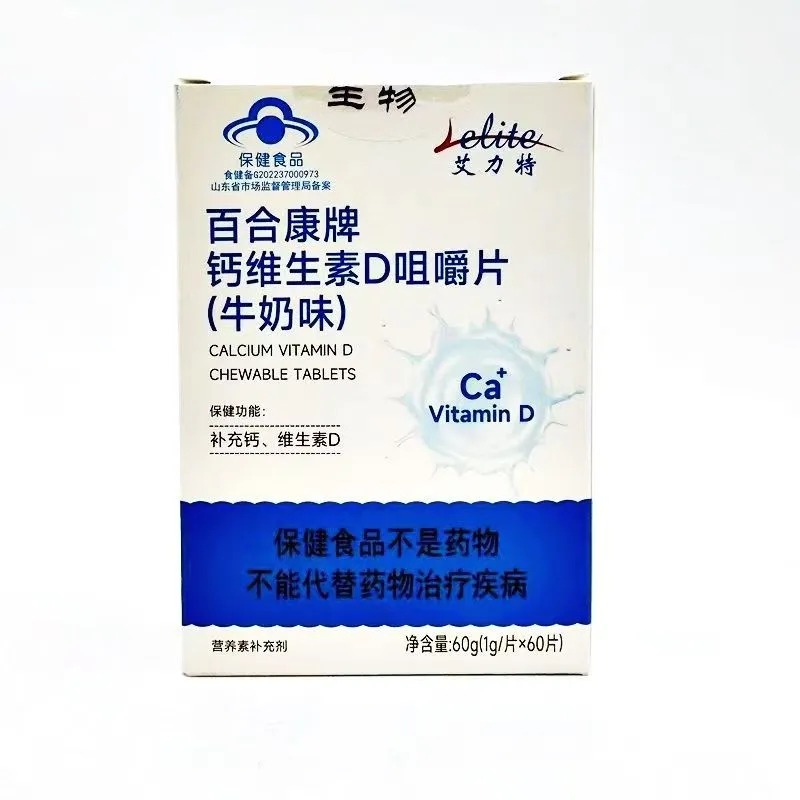 生物
保健食品
食健备G202237000973
山东省市场监督管理局备案
Lelite
艾力特
百合康牌
钙维生素D咀嚼片
(牛奶味)
CALCIUM VITAMIN D
CHEWABLE TABLETS
保健功能:
补充钙、维生素D
Ca+
Vitamin D
保健食品不是药物
不能代替药物治疗疾病
营养素补充剂
净含量:60g(1g/片×60片)